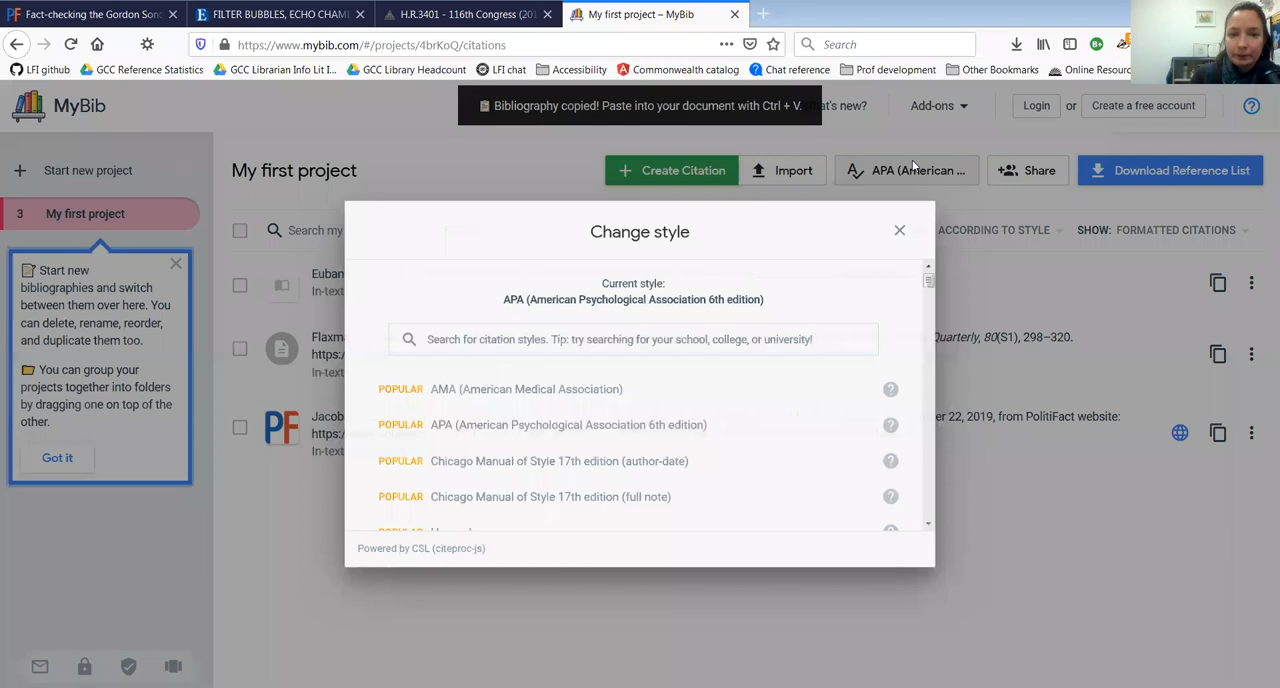 Fact-checking the Gordon Sonc
FILTER BUBBLES, ECHO CHAM
H.R.3401 - 116th Congress (201
My first project – MyBib
https://www.mybib.com/#/projects/4brKoQ/citations
Search
LFI github
GCC Reference Statistics
GCC Librarian Info Lit I...
GCC Library Headcount
LFI chat
Accessibility
Commonwealth catalog
Chat reference
Prof development
Other Bookmarks
Online Resourc
MyBib
Bibliography copied! Paste into your document with Ctrl + V.
hat's new?
Add-ons
Login
or
Create a free account
Start new project
My first project
Create Citation
Import
APA (American ...
Share
Download Reference List
3 My first project
Search my
ACCORDING TO STYLE
SHOW: FORMATTED CITATIONS
Start new
bibliographies and switch
between them over here. You
can delete, rename, reorder,
and duplicate them too.
You can group your
projects together into folders
by dragging one on top of the
other.
Got it
Euban
In-text
Flaxm
https:/
In-text
Quarterly, 80(S1), 298–320.
PF
Jacoba
https:/
In-text
er 22, 2019, from PolitiFact website:
Change style
Current style:
APA (American Psychological Association 6th edition)
Search for citation styles. Tip: try searching for your school, college, or university!
POPULAR AMA (American Medical Association)
POPULAR APA (American Psychological Association 6th edition)
POPULAR Chicago Manual of Style 17th edition (author-date)
POPULAR Chicago Manual of Style 17th edition (full note)
POPULAR
Powered by CSL (citeproc-js)